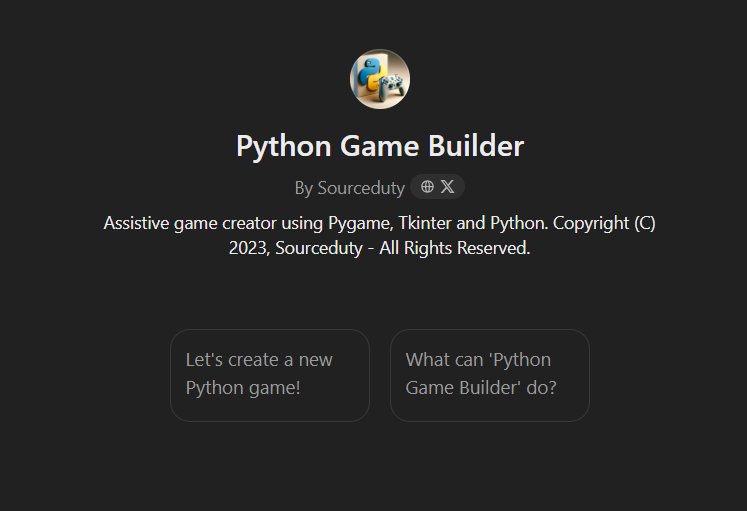 Python Game Builder
By Sourceduty
Assistive game creator using Pygame, Tkinter and Python. Copyright (C)
2023, Sourceduty - All Rights Reserved.
Let's create a new
Python game!
What can 'Python
Game Builder' do?